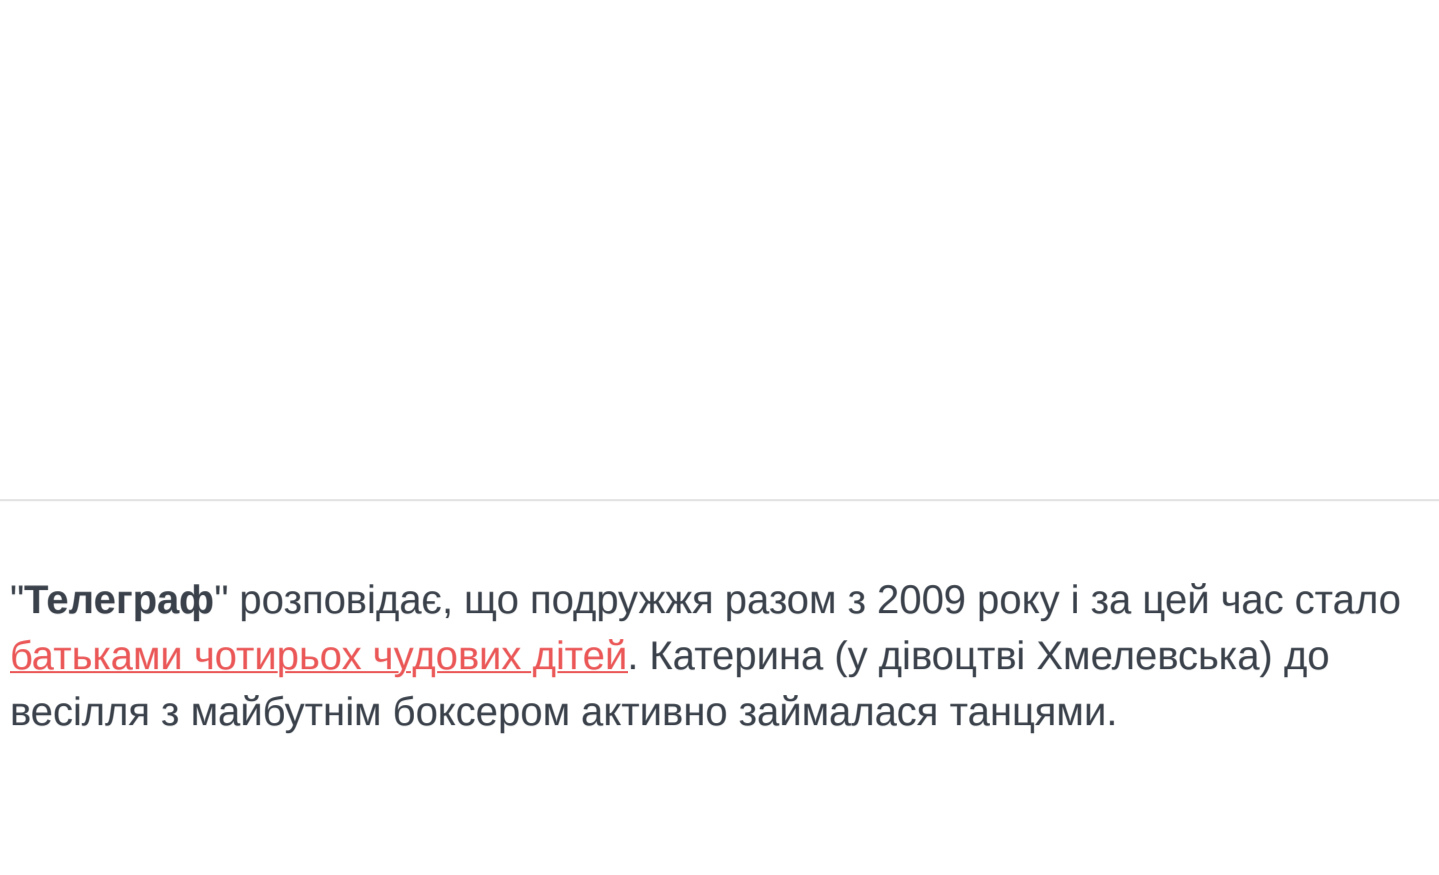 "Телеграф" розповідає, що подружжя разом з 2009 року і за цей час стало
батьками чотирьох чудових дітей. Катерина (у дівоцтві Хмелевська) до
весілля з майбутнім боксером активно займалася танцями.